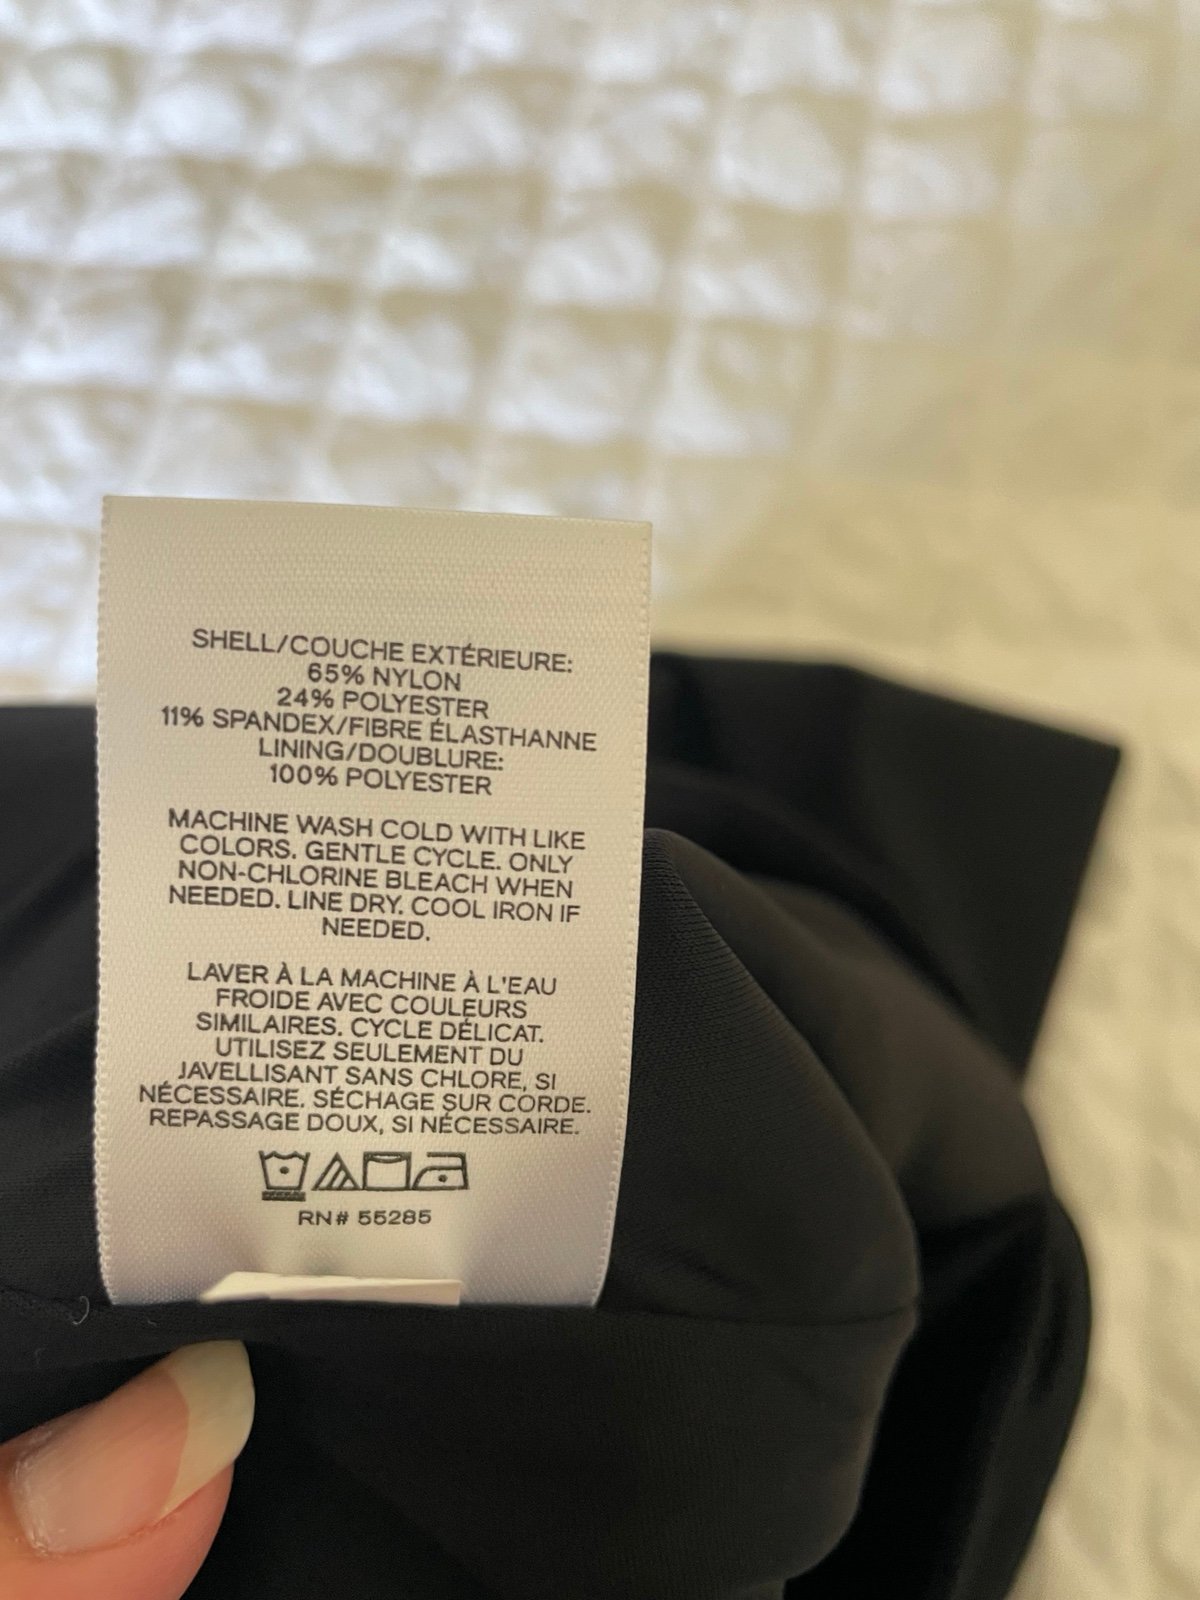 SHELL/COUCHE EXTÉRIEURE:
65% NYLON
24% POLYESTER
11% SPANDEX/FIBRE ÉLASTHANNE
LINING/DOUBLURE:
100% POLYESTER
MACHINE WASH COLD WITH LIKE
COLORS. GENTLE CYCLE. ONLY
NON-CHLORINE BLEACH WHEN
NEEDED. LINE DRY. COOL IRON IF
NEEDED.
LAVER À LA MACHINE À L'EAU
FROIDE AVEC COULEURS
SIMILAIRES. CYCLE DÉLICAT.
UTILISEZ SEULEMENT DU
JAVELLISANT SANS CHLORE, SI
NÉCESSAIRE. SÉCHAGE SUR CORDE.
REPASSAGE DOUX, SI NÉCESSAIRE.
RN# 55285